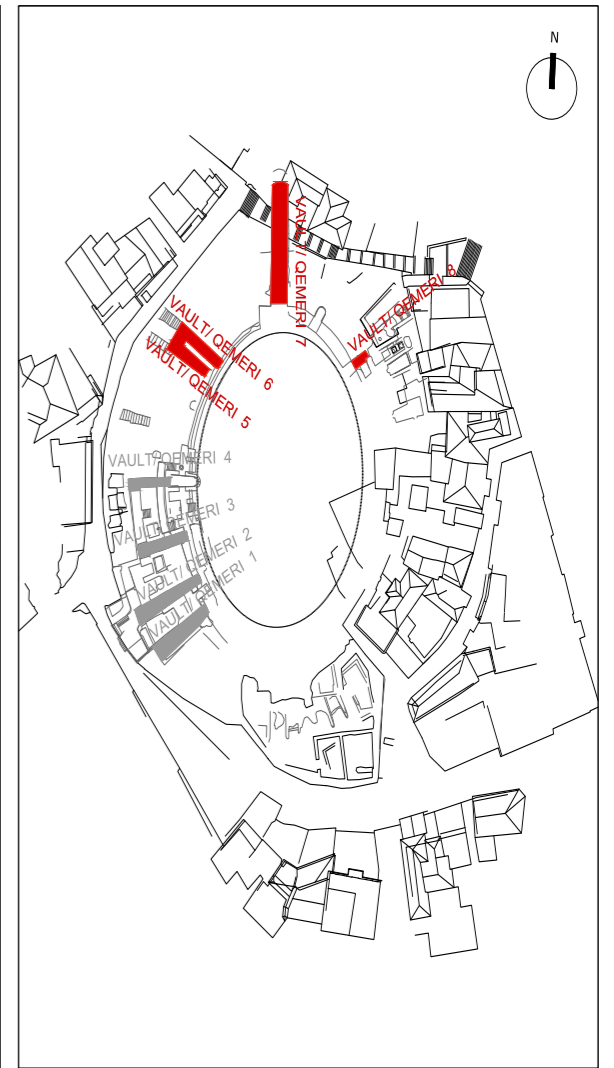 N
VAULT/ QEMERI 7
VAULT/ QEMERI 8
VAULT/ QEMERI 6
VAULT/ QEMERI 5
VAULT/ QEMERI 4
VAULT/ QEMERI 3
VAULT/ QEMERI 2
VAULT/ QEMERI 1